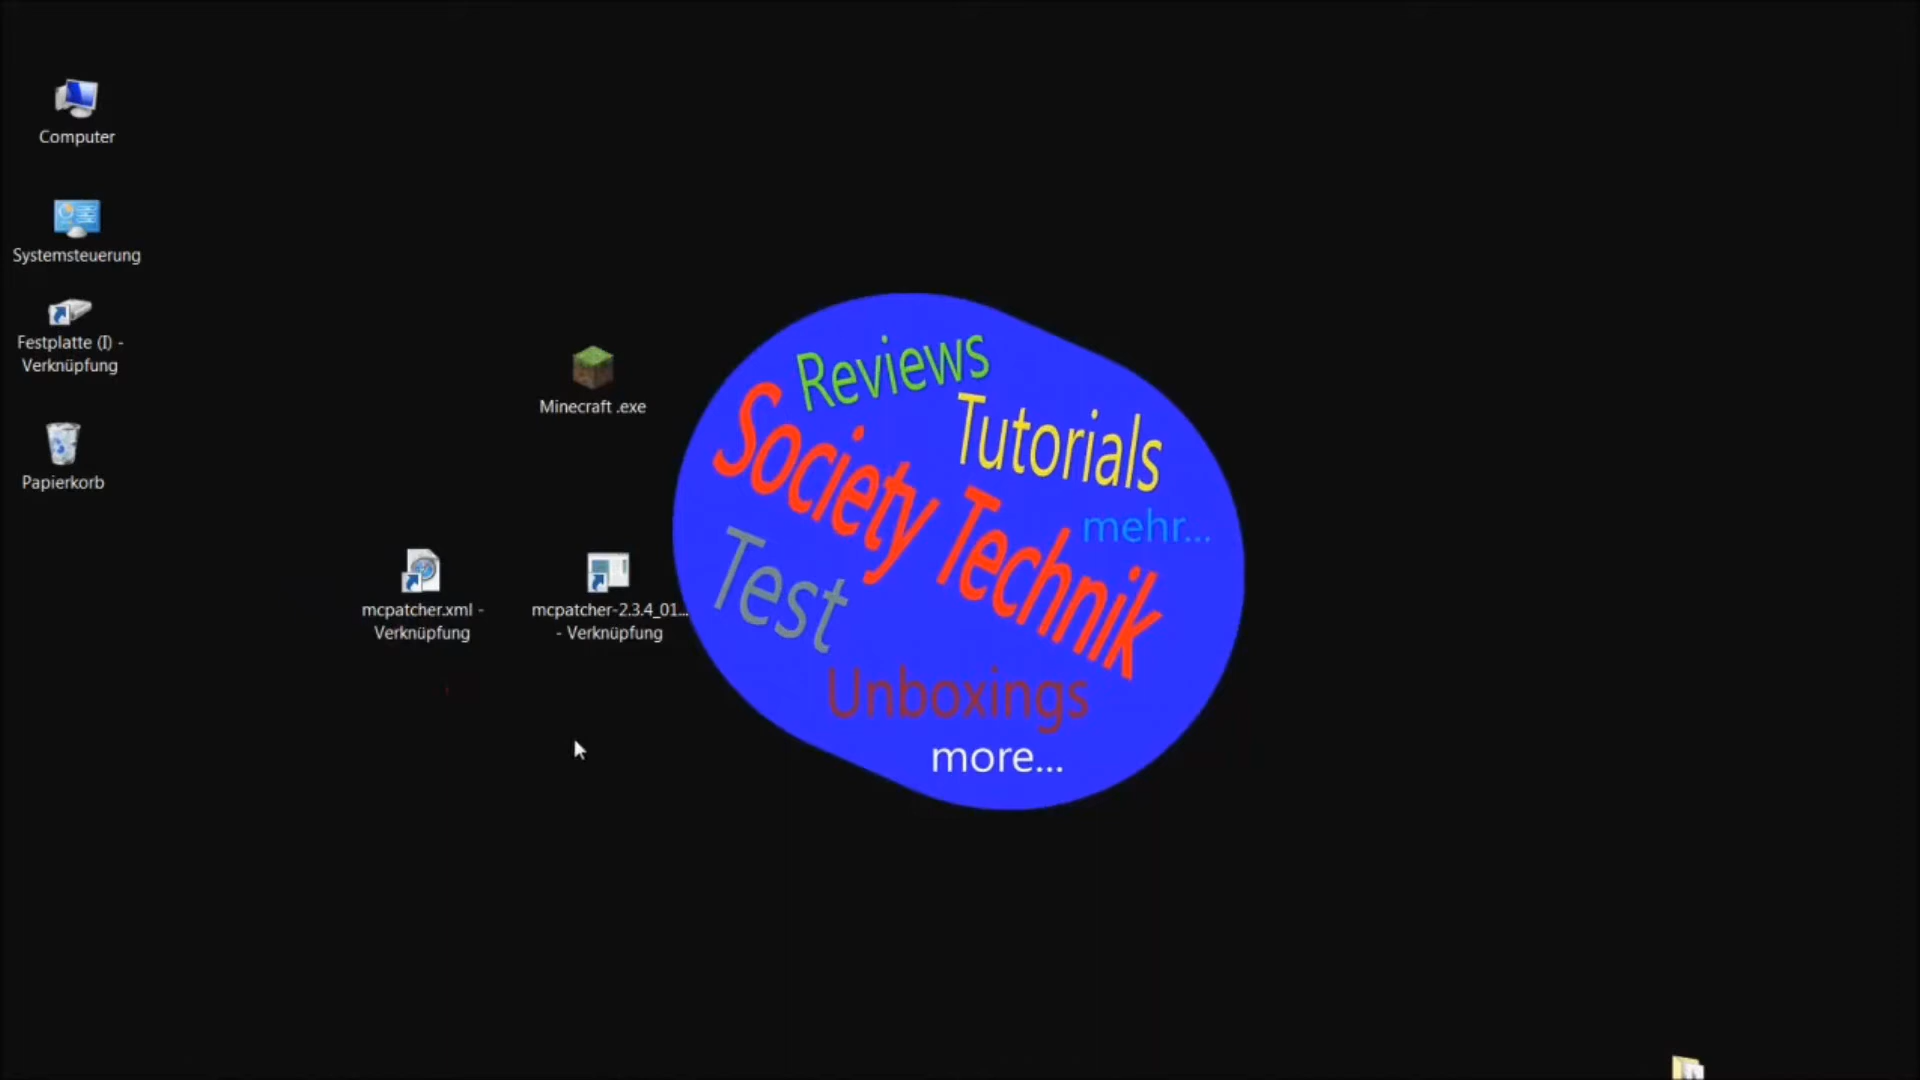 Computer
Systemsteuerung
Festplatte (I) -
Verknüpfung
Papierkorb
Minecraft .exe
mcpatcher.xml -
Verknüpfung
mcpatcher-2.3.4_01...
- Verknüpfung
Reviews
Tutorials
Society Technik
mehr...
Test
Unboxings
more...